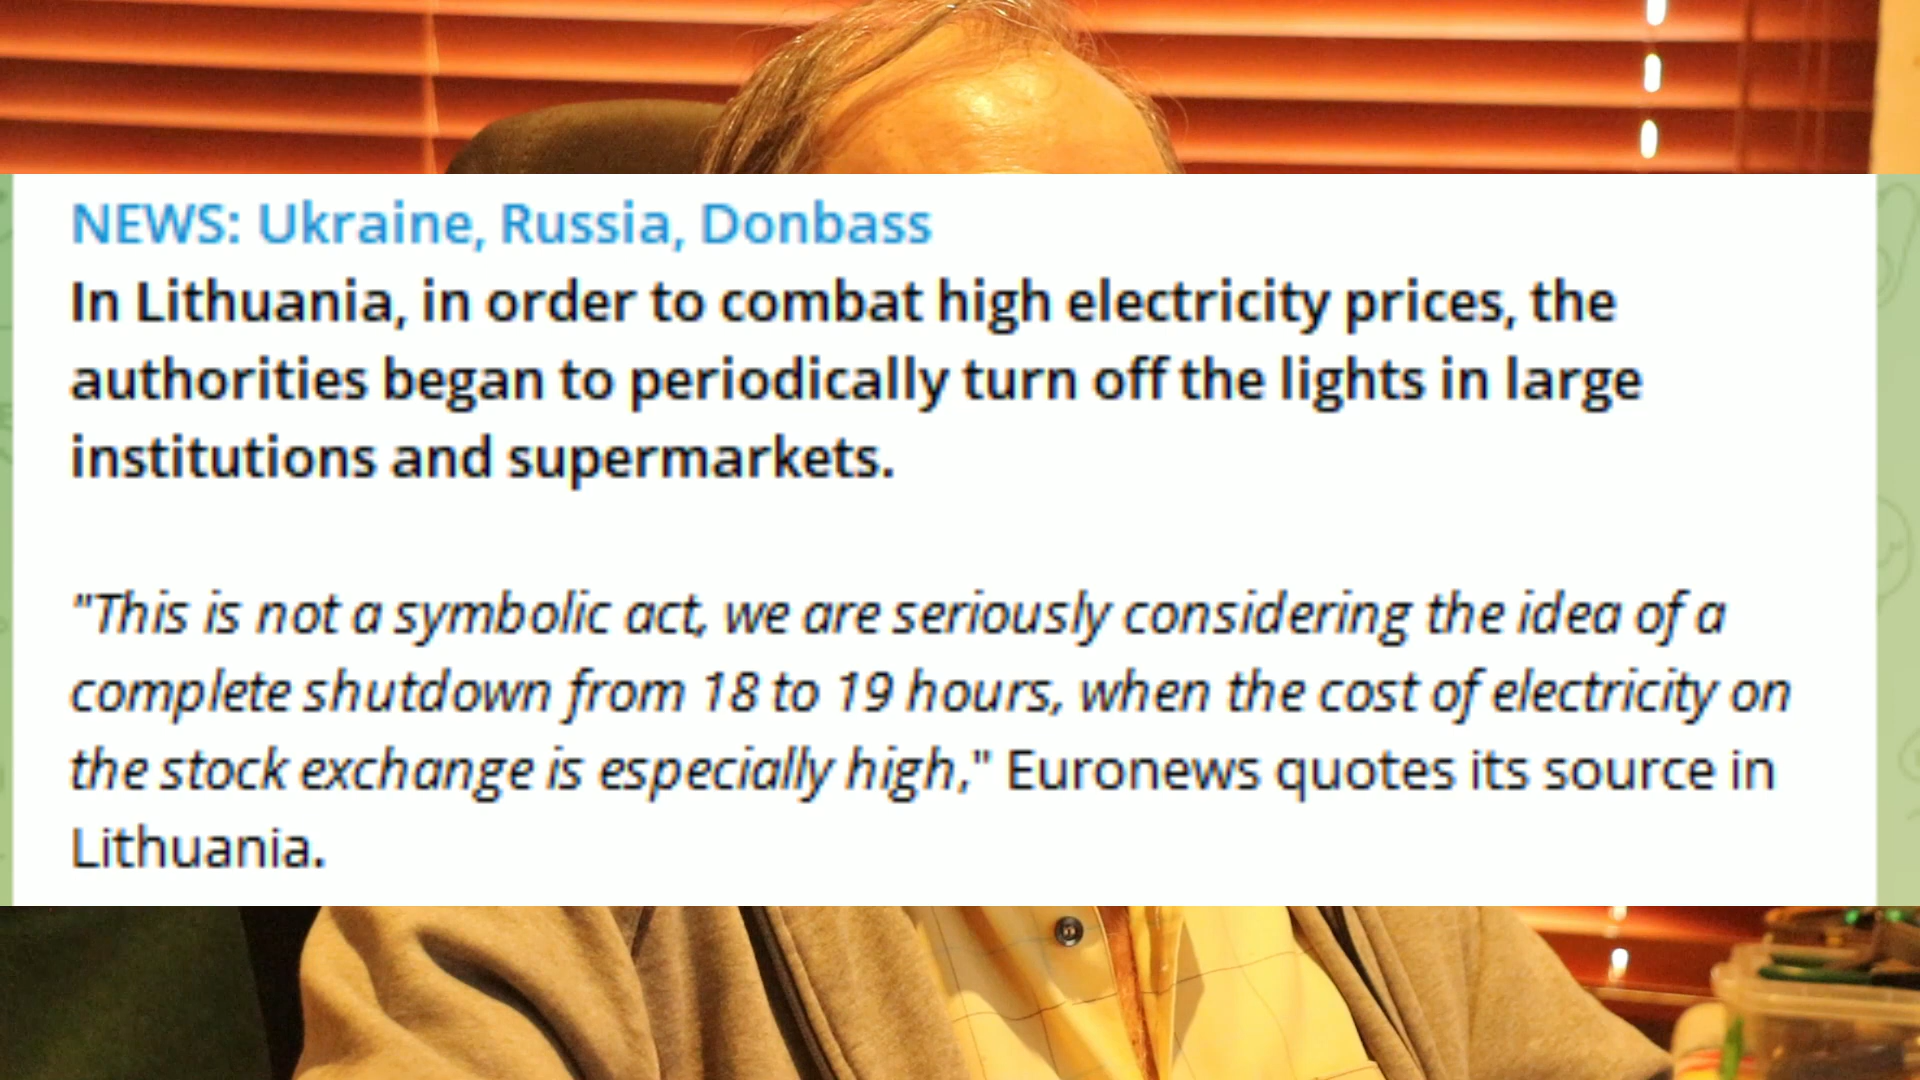 NEWS: Ukraine, Russia, Donbass
In Lithuania, in order to combat high electricity prices, the
authorities began to periodically turn off the lights in large
institutions and supermarkets.
"This is not a symbolic act, we are seriously considering the idea of a
complete shutdown from 18 to 19 hours, when the cost of electricity on
the stock exchange is especially high," Euronews quotes its source in
Lithuania.